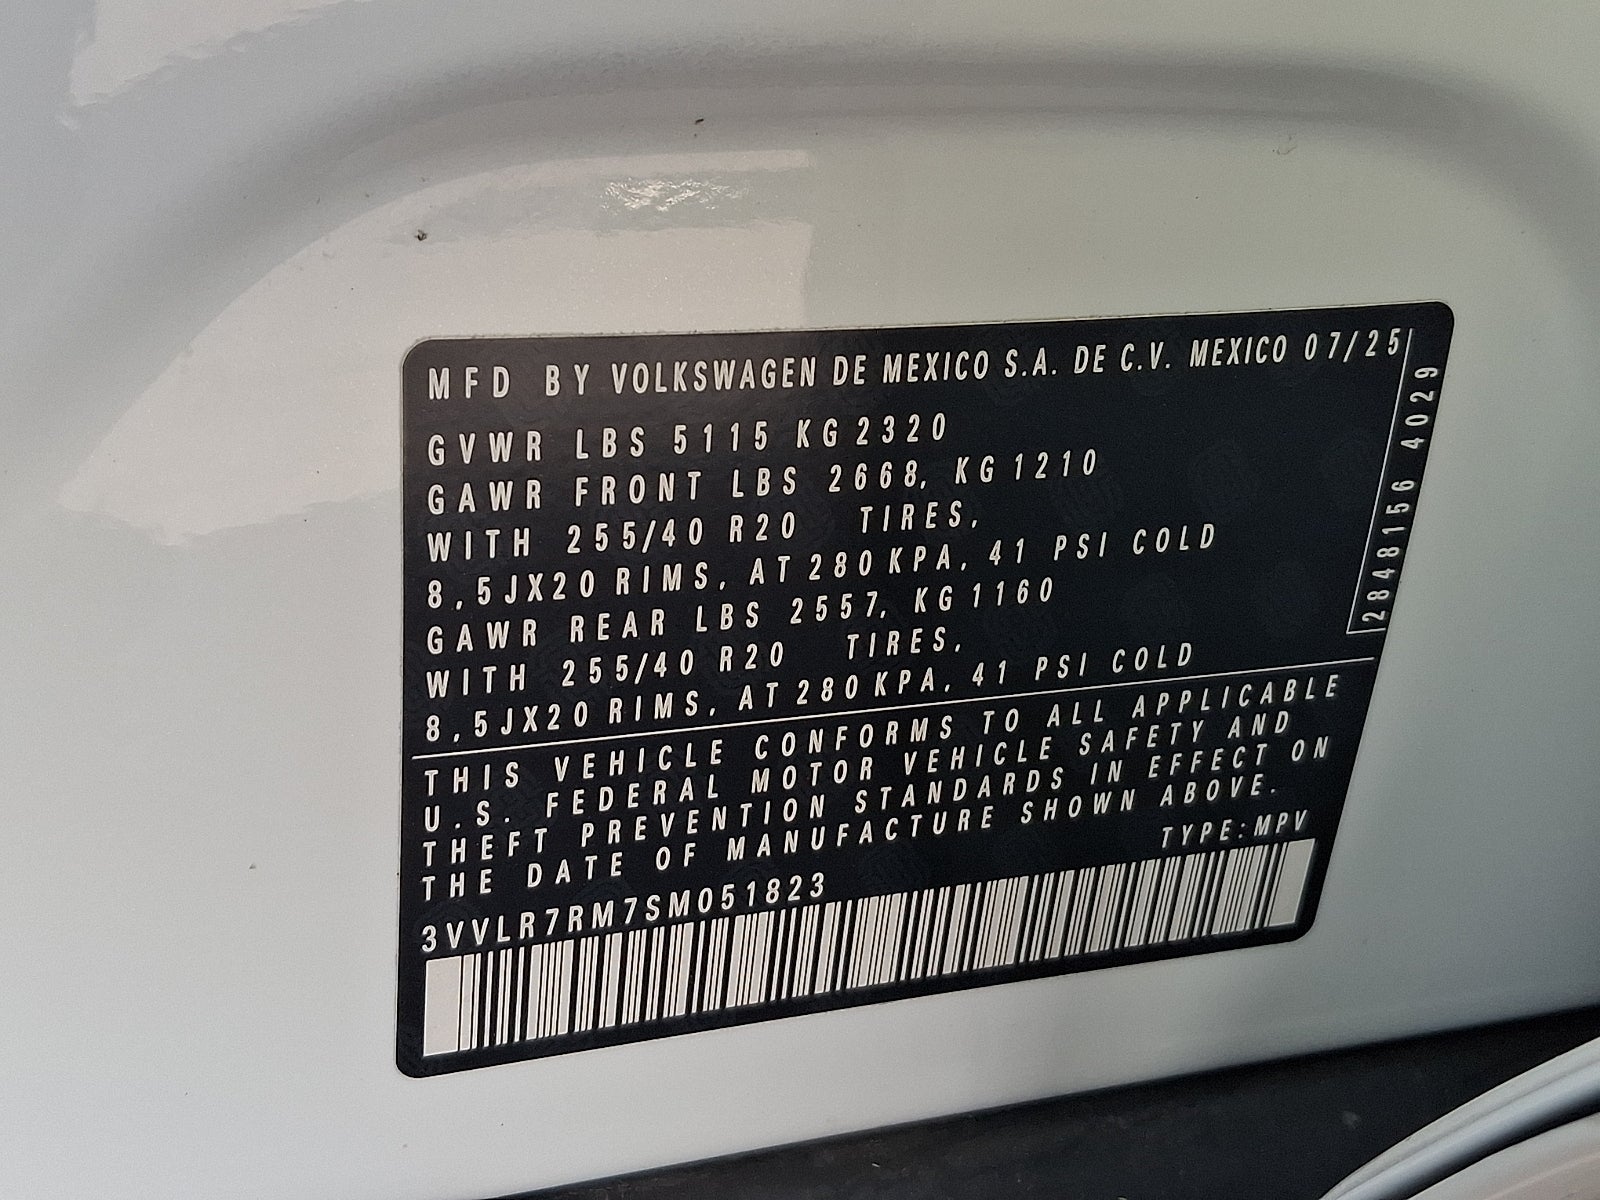 MFD BY VOLKSWAGEN DE MEXICO S.A. DE C.V. MEXICO 07/25
GVWR LBS 5115 KG 2320
GAWR FRONT LBS 2668, KG 1210
WITH 255/40 R20 TIRES,
8,5JX20 RIMS, AT 280 KPA, 41 PSI COLD
GAWR REAR LBS 2557, KG 1160
WITH 255/40 R20 TIRES,
8,5JX20 RIMS, AT 280 KPA, 41 PSI COLD
2848156 4029
THIS VEHICLE CONFORMS TO ALL APPLICABLE
U.S. FEDERAL MOTOR VEHICLE SAFETY AND
THEFT PREVENTION STANDARDS IN EFFECT ON
THE DATE OF MANUFACTURE SHOWN ABOVE.
TYPE:MPV
3VVLR7RM7SM051823